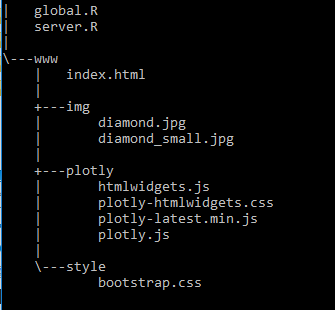 |   global.R
|   server.R
|
\---www
    |   index.html
    |
    +---img
    |       diamond.jpg
    |       diamond_small.jpg
    |
    +---plotly
    |       htmlwidgets.js
    |       plotly-htmlwidgets.css
    |       plotly-latest.min.js
    |       plotly.js
    |
    \---style
            bootstrap.css